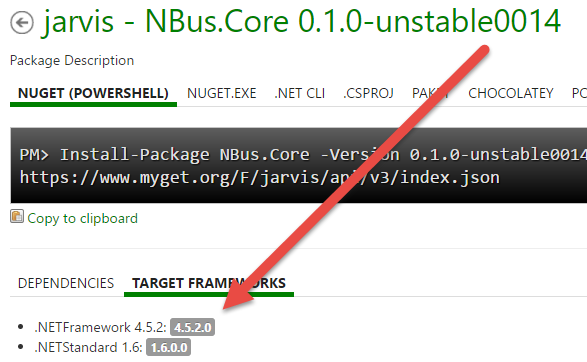 jarvis - NBus.Core 0.1.0-unstable0014
Package Description
NUGET (POWERSHELL) NUGET.EXE .NET CLI .CSPROJ PAKET CHOCOLATEY PO
PM> Install-Package NBus.Core -Version 0.1.0-unstable0014
https://www.myget.org/F/jarvis/api/v3/index.json
Copy to clipboard
DEPENDENCIES TARGET FRAMEWORKS
.NETFramework 4.5.2: 4.5.2.0
.NETStandard 1.6: 1.6.0.0